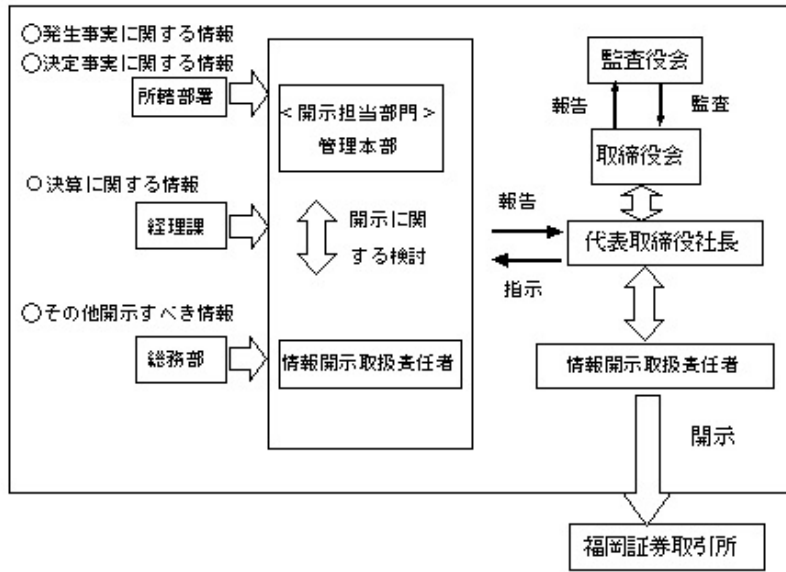 ○発生事実に関する情報
○決定事実に関する情報
所轄部署
<開示担当部門>
管理本部
○決算に関する情報
経理課
開示に関
する検討
○その他開示すべき情報
総務部
情報開示取扱責任者
報告
指示
監査役会
報告
監査
取締役会
代表取締役社長
情報開示取扱責任者
開示
福岡証券取引所